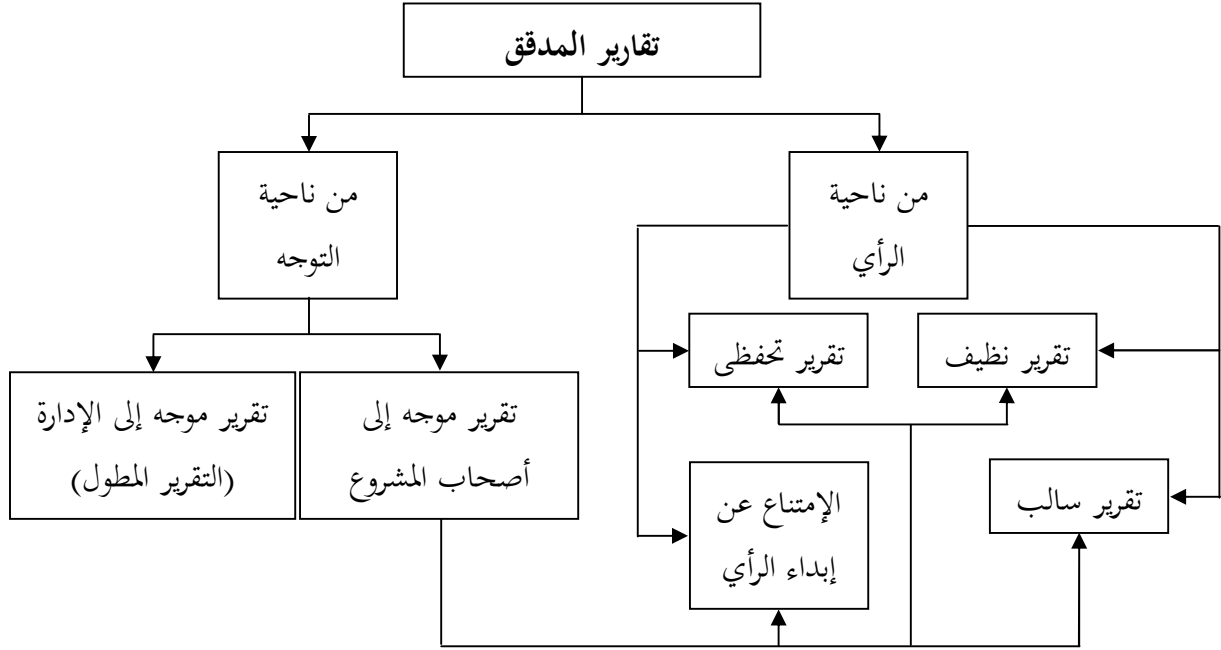 تقارير المدقق
من ناحية
الرأي
من ناحية
التوجه
تقرير نظيف
تقرير تحفظى
تقرير موجه إلى
أصحاب المشروع
تقرير موجه إلى الإدارة
(التقرير المطول)
تقرير سالب
الإمتناع عن
إبداء الرأي